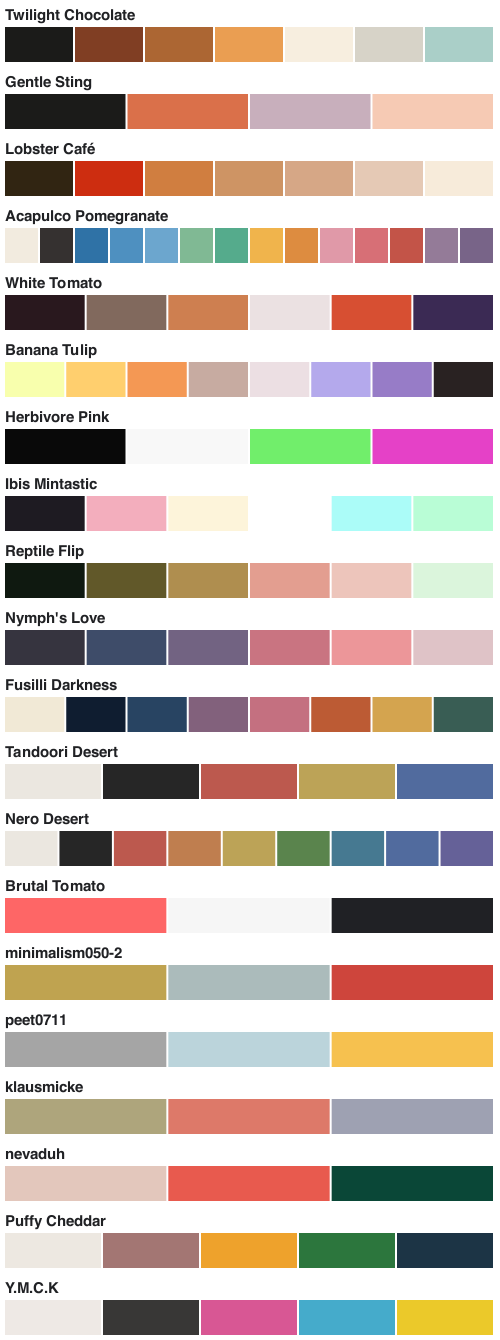 Twilight Chocolate
Gentle Sting
Lobster Café
Acapulco Pomegranate
White Tomato
Banana Tulip
Herbivore Pink
Ibis Mintastic
Reptile Flip
Nymph's Love
Fusilli Darkness
Tandoori Desert
Nero Desert
Brutal Tomato
minimalism050-2
peet0711
klausmicke
nevaduh
Puffy Cheddar
Y.M.C.K